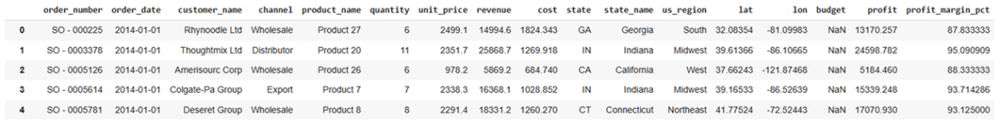 order_number order_date customer_name channel product_name quantity unit_price revenue cost state state_name us_region lat lon budget profit profit_margin_pct
0 SO - 000225 2014-01-01 Rhynoodle Ltd Wholesale Product 27 6 2499.1 14994.6 1824.343 GA Georgia South 32.08354 -81.09983 NaN 13170.257 87.833333
1 SO - 0003378 2014-01-01 Thoughtmix Ltd Distributor Product 20 11 2351.7 25868.7 1269.918 IN Indiana Midwest 39.61366 -86.10665 NaN 24598.782 95.090909
2 SO - 0005126 2014-01-01 Amerisourc Corp Wholesale Product 26 6 978.2 5869.2 684.740 CA California West 37.66243 -121.87468 NaN 5184.460 88.333333
3 SO - 0005614 2014-01-01 Colgate-Pa Group Export Product 7 7 2338.3 16368.1 1028.852 IN Indiana Midwest 39.16533 -86.52639 NaN 15339.248 93.714286
4 SO - 0005781 2014-01-01 Deseret Group Wholesale Product 8 8 2291.4 18331.2 1260.270 CT Connecticut Northeast 41.77524 -72.52443 NaN 17070.930 93.125000